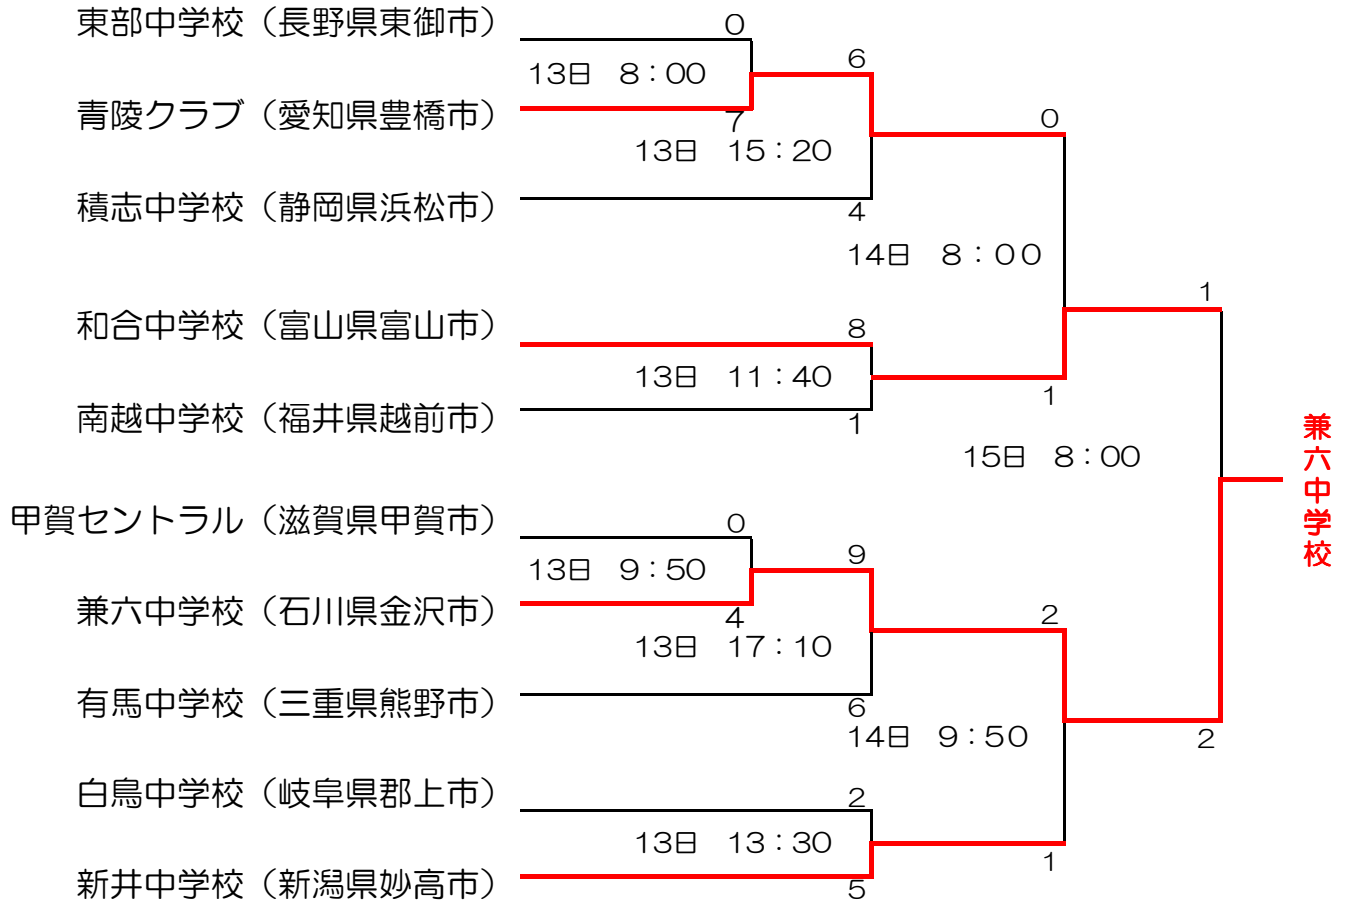 東部中学校（長野県東御市）
0
13日　8：00
6
青陵クラブ（愛知県豊橋市）
7
0
13日　15：20
積志中学校（静岡県浜松市）
4
14日　8：00
1
和合中学校（富山県富山市）
8
13日　11：40
1
南越中学校（福井県越前市）
1
兼六中学校
15日　8：00
甲賀セントラル（滋賀県甲賀市）
0
9
13日　9：50
兼六中学校（石川県金沢市）
4
2
13日　17：10
有馬中学校（三重県熊野市）
6
14日　9：50
2
白鳥中学校（岐阜県郡上市）
2
13日　13：30
1
新井中学校（新潟県妙高市）
5